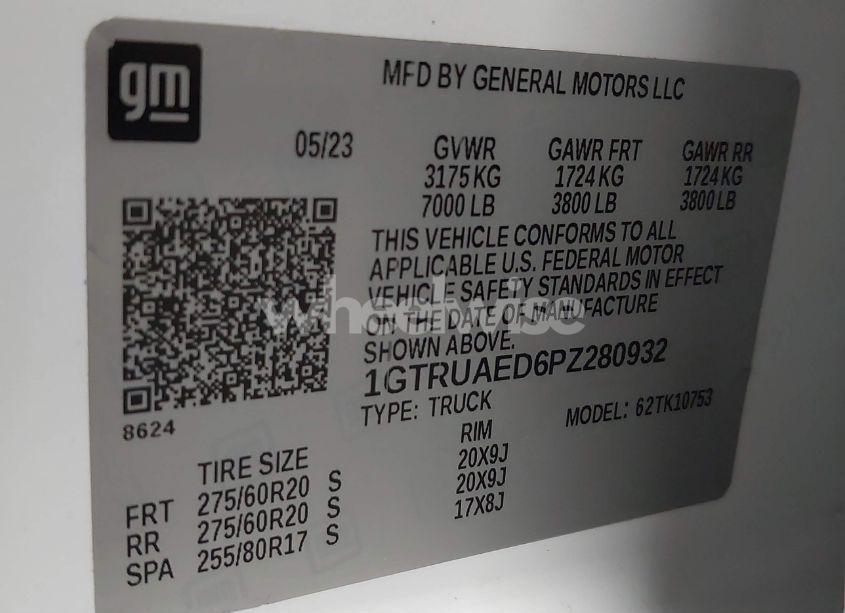 gm
MFD BY GENERAL MOTORS LLC
05/23 GVWR GAWR FRT GAWR RR
3175 KG 1724 KG 1724 KG
7000 LB 3800 LB 3800 LB
THIS VEHICLE CONFORMS TO ALL
APPLICABLE U.S. FEDERAL MOTOR
VEHICLE SAFETY STANDARDS IN EFFECT
ON THE DATE OF MANUFACTURE
SHOWN ABOVE.
wheelwise
1GTRUAED6PZ280932
TYPE: TRUCK MODEL: 62TK10753
8624
TIRE SIZE RIM
FRT 275/60R20 S 20X9J
RR 275/60R20 S 20X9J
SPA 255/80R17 S 17X8J